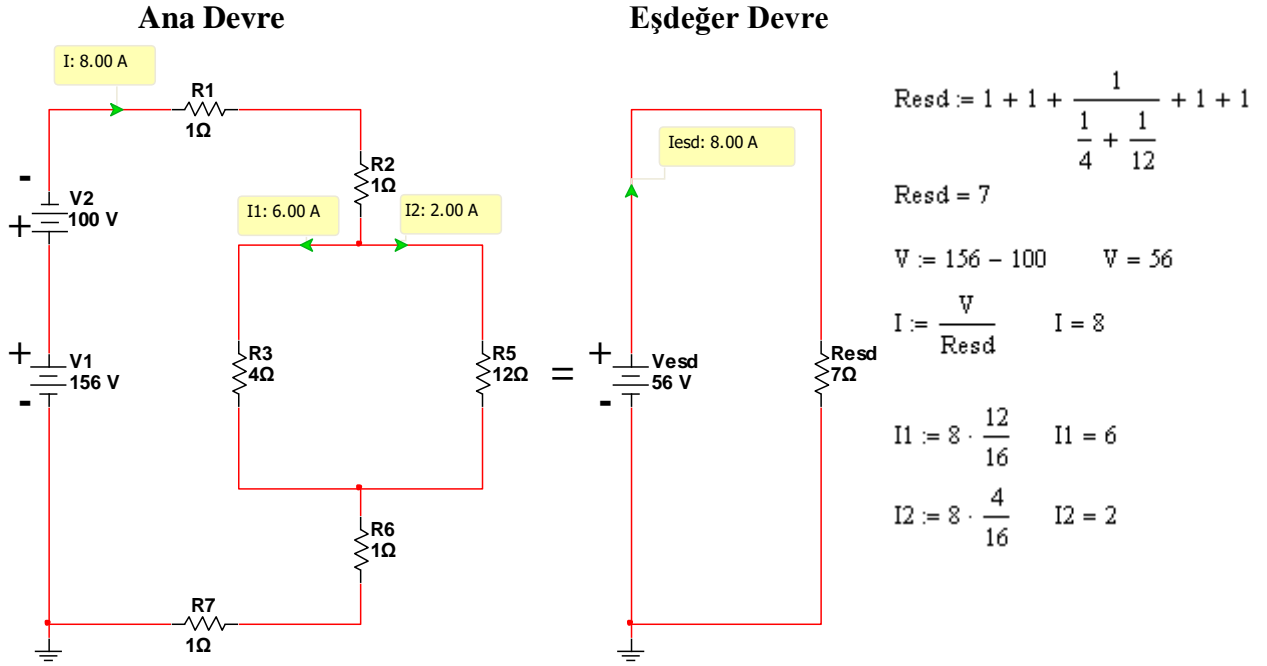 Ana Devre
Eşdeğer Devre
I: 8.00 A
R1
1Ω
R2
1Ω
-
V2
100 V
+
I1: 6.00 A
I2: 2.00 A
+
V1
156 V
-
R3
4Ω
R5
12Ω
R6
1Ω
R7
1Ω
=
Iesd: 8.00 A
+
Vesd
56 V
-
Resd
7Ω
Resd := 1 + 1 + 1 / (1/4 + 1/12) + 1 + 1
Resd = 7
V := 156 − 100 V = 56
I := V/Resd I = 8
I1 := 8 · 12/16 I1 = 6
I2 := 8 · 4/16 I2 = 2